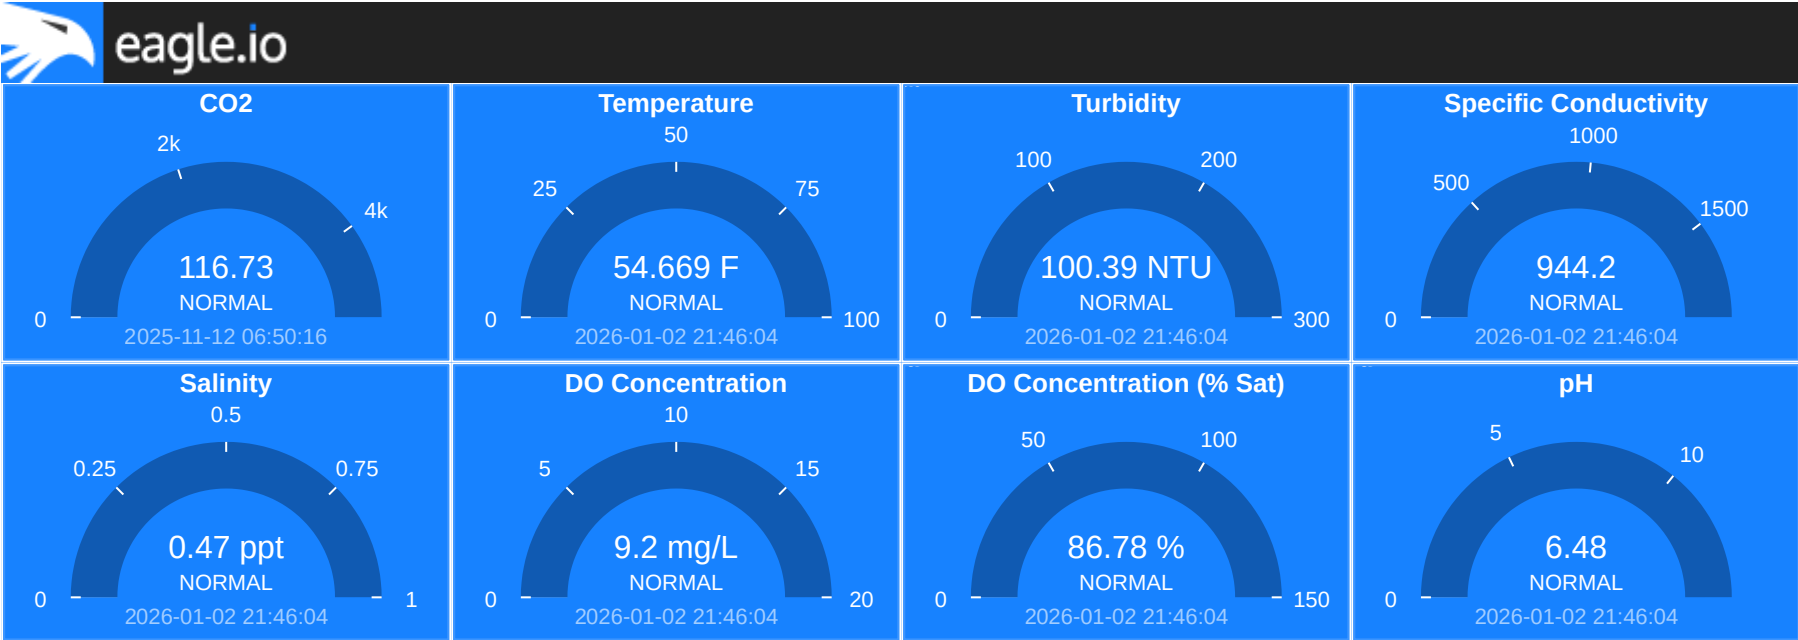 eagle.io
CO2
2k
4k
0
116.73
NORMAL
2025-11-12 06:50:16
Temperature
50
25
75
0
100
54.669 F
NORMAL
2026-01-02 21:46:04
Turbidity
100
200
0
300
100.39 NTU
NORMAL
2026-01-02 21:46:04
Specific Conductivity
1000
500
1500
0
944.2
NORMAL
2026-01-02 21:46:04
Salinity
0.5
0.25
0.75
0
1
0.47 ppt
NORMAL
2026-01-02 21:46:04
DO Concentration
10
5
15
0
20
9.2 mg/L
NORMAL
2026-01-02 21:46:04
DO Concentration (% Sat)
50
100
0
150
86.78 %
NORMAL
2026-01-02 21:46:04
pH
5
10
0
6.48
NORMAL
2026-01-02 21:46:04